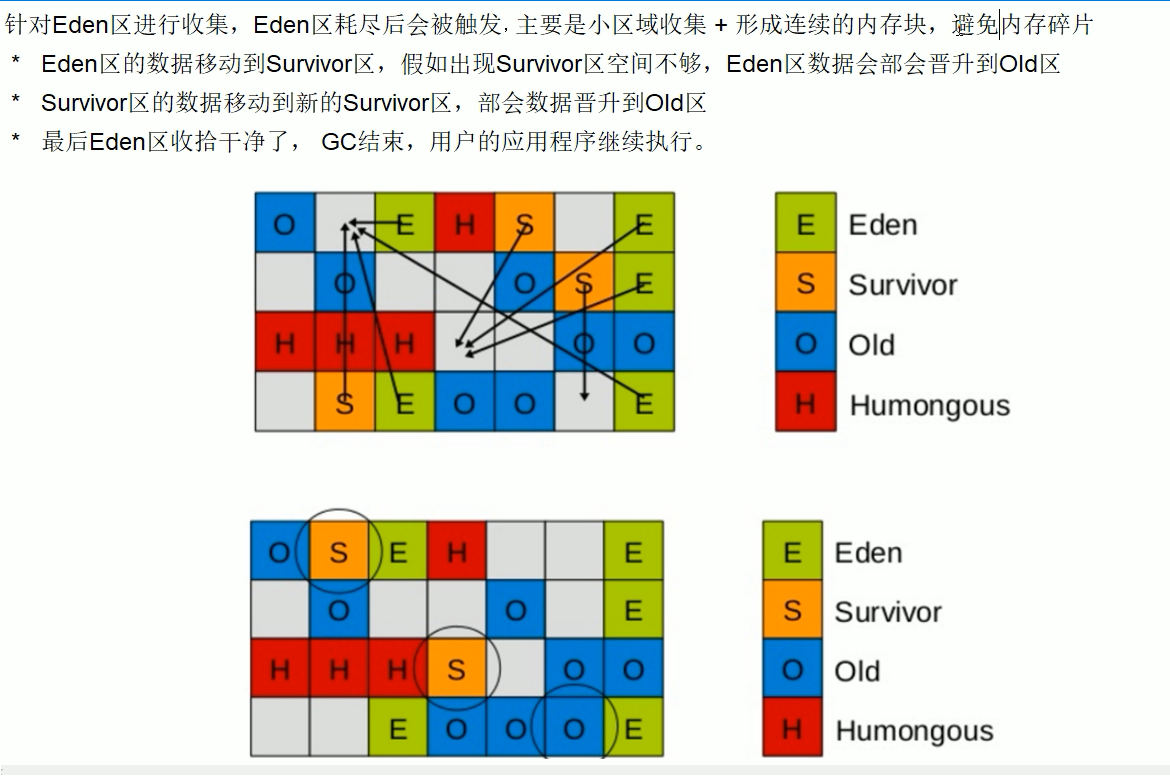 针对Eden区进行收集，Eden区耗尽后会被触发, 主要是小区域收集 + 形成连续的内存块，避免内存碎片
* Eden区的数据移动到Survivor区，假如出现Survivor区空间不够，Eden区数据会部会晋升到Old区
* Survivor区的数据移动到新的Survivor区，部会数据晋升到Old区
* 最后Eden区收拾干净了， GC结束，用户的应用程序继续执行。
O E H S E E Eden
O O S E S Survivor
H H H O O O Old
S E O O E H Humongous
O S E H E E Eden
O O E S Survivor
H H H S O O O Old
E O O O E H Humongous